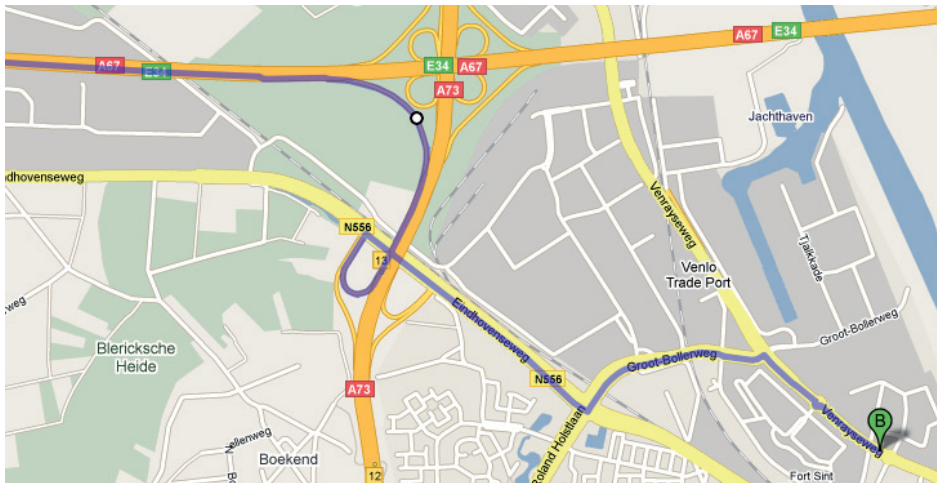 A67
E34
A67
E34
E34
A67
A73
Jachthaven
ndhovenseweg
Venrayseweg
N556
13
Tjalkkade
Venlo
Trade Port
Eindhovenseweg
Groot-Bollerweg
Blericksche
Heide
Groot-Bollerweg
N556
A73
Roland Holstlaan
Venrayseweg
B
Boekend
12
Fort Sint